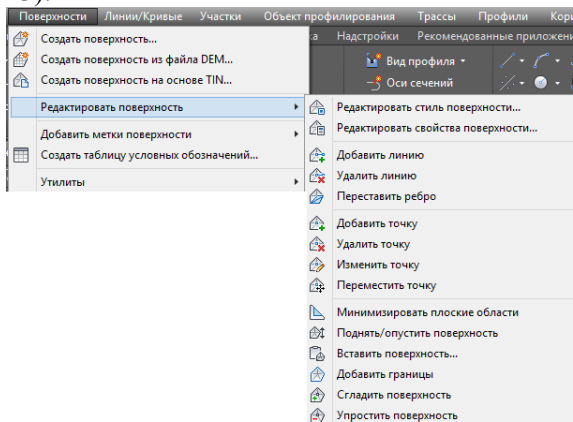 Поверхности Линии/Кривые Участки Объект профилирования Трассы Профили
Создать поверхность...
Надстройки Рекомендованные
Создать поверхность из файла DEM...
Вид профиля
Создать поверхность на основе TIN...
Оси сечений
Редактировать поверхность
Редактировать стиль поверхности...
Редактировать свойства поверхности...
Добавить метки поверхности
Создать таблицу условных обозначений...
Добавить линию
Удалить линию
Утилиты
Переставить ребро
Добавить точку
Удалить точку
Изменить точку
Переместить точку
Минимизировать плоские области
Поднять/опустить поверхность
Вставить поверхность...
Добавить границы
Сгладить поверхность
Упростить поверхность